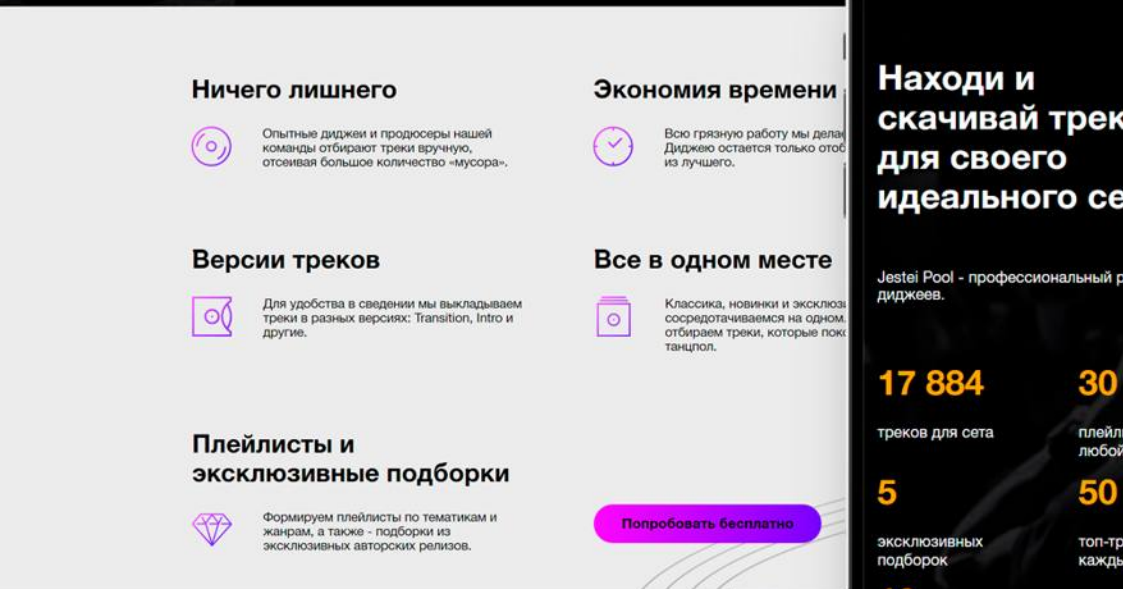 Ничего лишнего
Опытные диджеи и продюсеры нашей
команды отбирают треки вручную,
отсеивая большое количество «мусора».
Экономия времени
Всю грязную работу мы
Диджею остается только
из лучшего.
Версии треков
Для удобства в сведении мы выкладываем
треки в разных версиях: Transition, Intro и
другие.
Все в одном месте
Классика, новинки и
сосредотачиваемся на одном
отбираем треки, которые
танцпол.
Плейлисты и
эксклюзивные подборки
Формируем плейлисты по тематикам и
жанрам, а также - подборки из
эксклюзивных авторских релизов.
Попробовать бесплатно
Находи и
скачивай
для своего
идеального
Jestei Pool - профессиональный
диджеев.
17 884
треков для сета
30
5
эксклюзивных
подборок
50